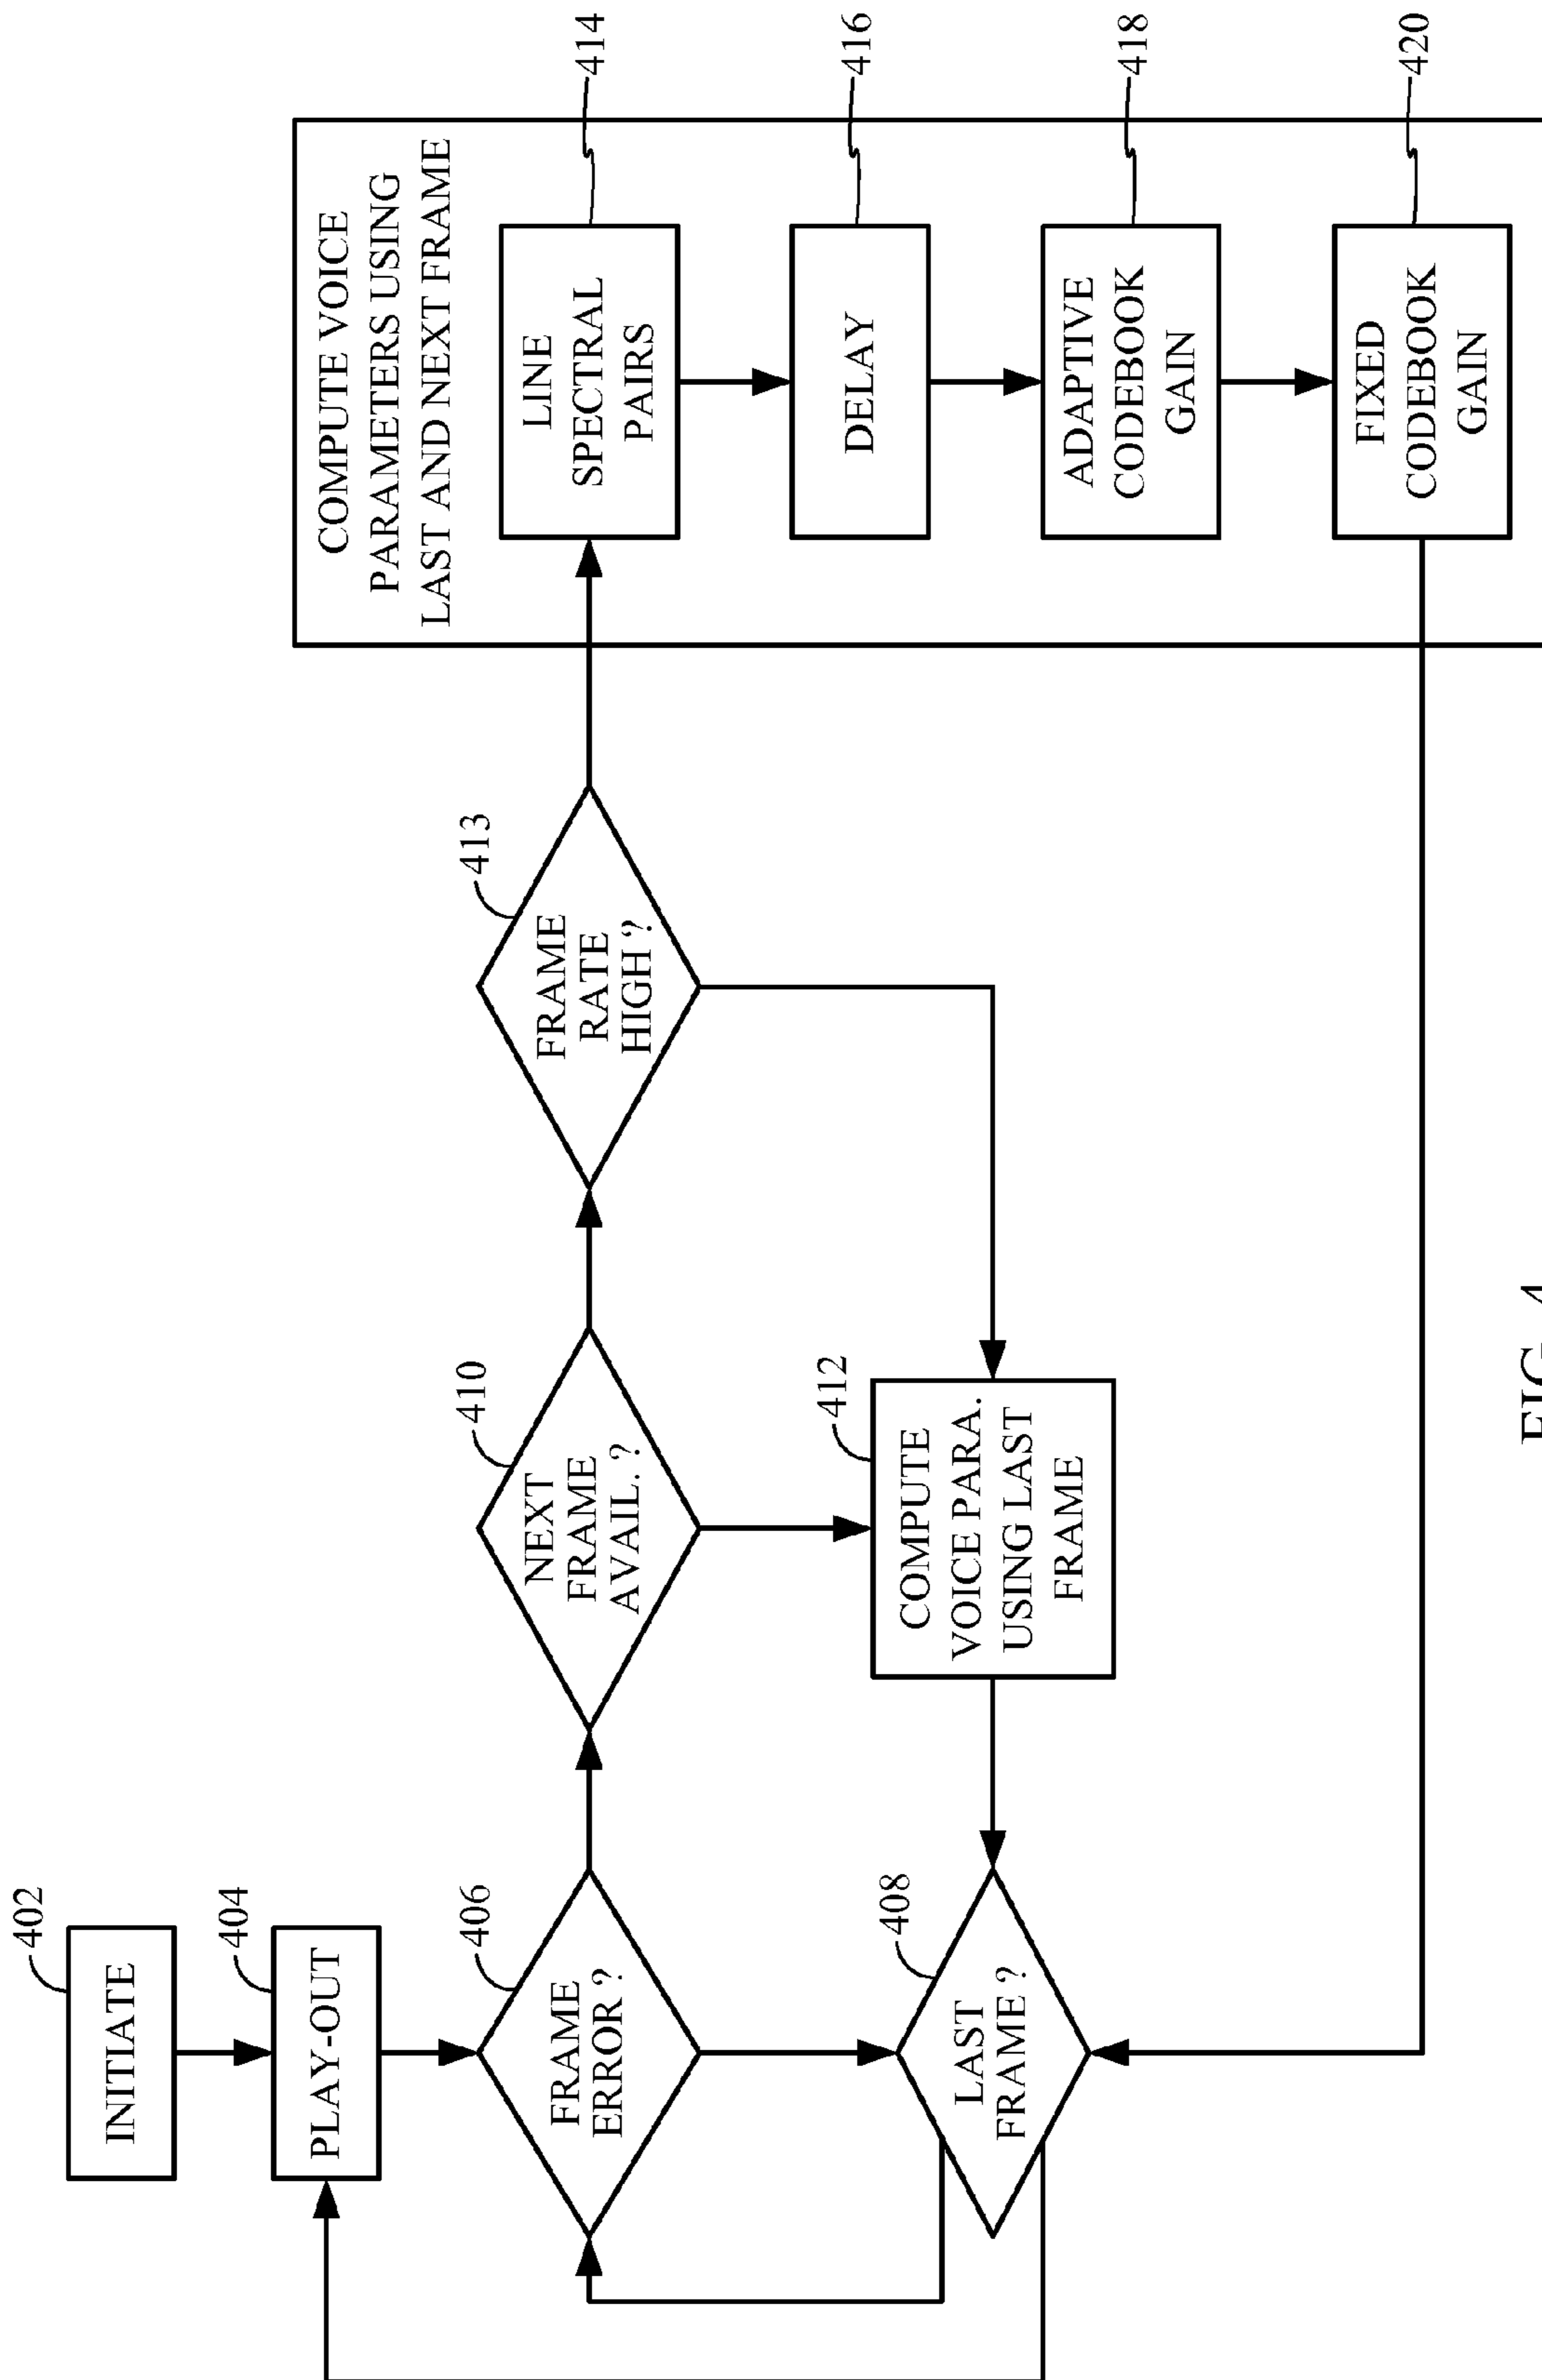 402
INITIATE
404
PLAY-OUT
406
FRAME
ERROR ?
408
LAST
FRAME ?
410
NEXT
FRAME
AVAIL. ?
412
COMPUTE
VOICE PARA.
USING LAST
FRAME
413
FRAME
RATE
HIGH ?
COMPUTE VOICE
PARAMETERS USING
LAST AND NEXT FRAME
LINE
SPECTRAL
PAIRS
414
DELAY
416
ADAPTIVE
CODEBOOK
GAIN
418
FIXED
CODEBOOK
GAIN
420
FIG. 4